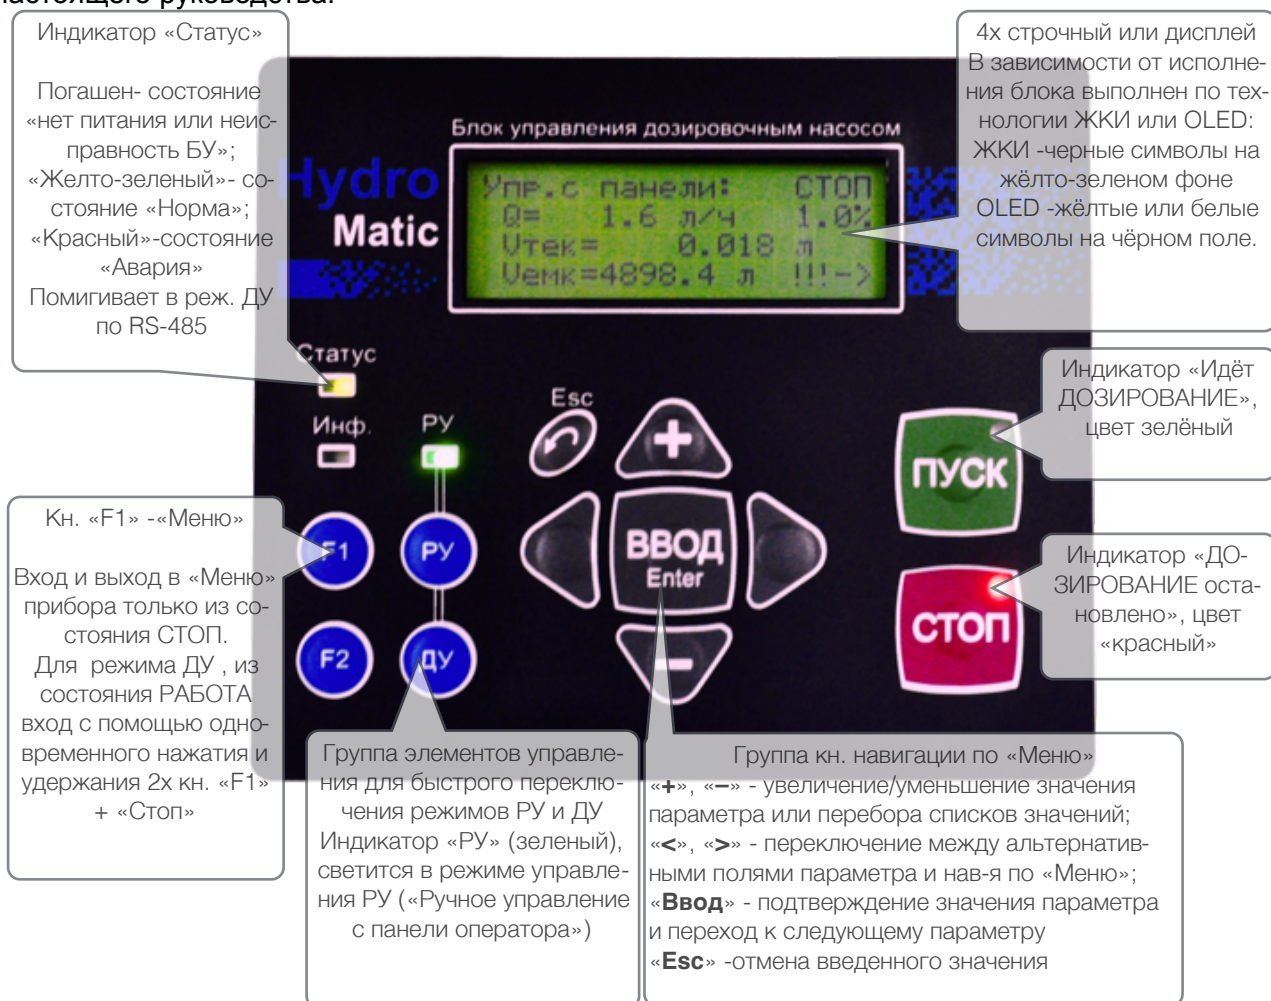 настоящего руководства.
Индикатор «Статус»
Погашен- состояние
«нет питания или неис-
правность БУ»;
«Желто-зеленый»- со-
стояние «Норма»;
«Красный»-состояние
«Авария»
Помигивает в реж. ДУ
по RS-485
4х строчный или дисплей
В зависимости от исполне-
ния блока выполнен по тех-
нологии ЖКИ или OLED:
ЖКИ -черные символы на
жёлто-зеленом фоне
OLED -жёлтые или белые
символы на чёрном поле.
Блок управления дозировочным насосом
Hydro
Matic
Упр.с панели: СТОП
Q= 1.6 л/ч 1.0%
Vтек= 0.018 л
Vемк=4898.4 л !!!->
Статус
Инф.
РУ
Esc
+
ВВОД
Enter
−
F1
РУ
F2
ДУ
ПУСК
СТОП
Индикатор «Идёт
ДОЗИРОВАНИЕ»,
цвет зелёный
Индикатор «ДО-
ЗИРОВАНИЕ оста-
новлено», цвет
«красный»
Кн. «F1» -«Меню»
Вход и выход в «Меню»
прибора только из со-
стояния СТОП.
Для режима ДУ , из
состояния РАБОТА
вход с помощью одно-
временного нажатия и
удержания 2х кн. «F1»
+ «Стоп»
Группа элементов управле-
ния для быстрого переклю-
чения режимов РУ и ДУ
Индикатор «РУ» (зеленый),
светится в режиме управле-
ния РУ («Ручное управление
с панели оператора»)
Группа кн. навигации по «Меню»
«+», «–» - увеличение/уменьшение значения
параметра или перебора списков значений;
«<», «>» - переключение между альтернатив-
ными полями параметра и нав-я по «Меню»;
«Ввод» - подтверждение значения параметра
и переход к следующему параметру
«Esc» -отмена введенного значения